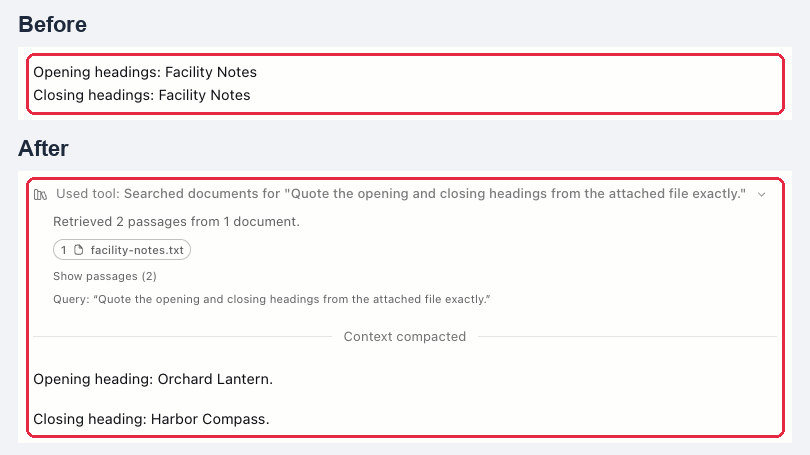 Before
Opening headings: Facility Notes
Closing headings: Facility Notes
After
Used tool: Searched documents for "Quote the opening and closing headings from the attached file exactly."
Retrieved 2 passages from 1 document.
1 facility-notes.txt
Show passages (2)
Query: “Quote the opening and closing headings from the attached file exactly.”
Context compacted
Opening heading: Orchard Lantern.
Closing heading: Harbor Compass.